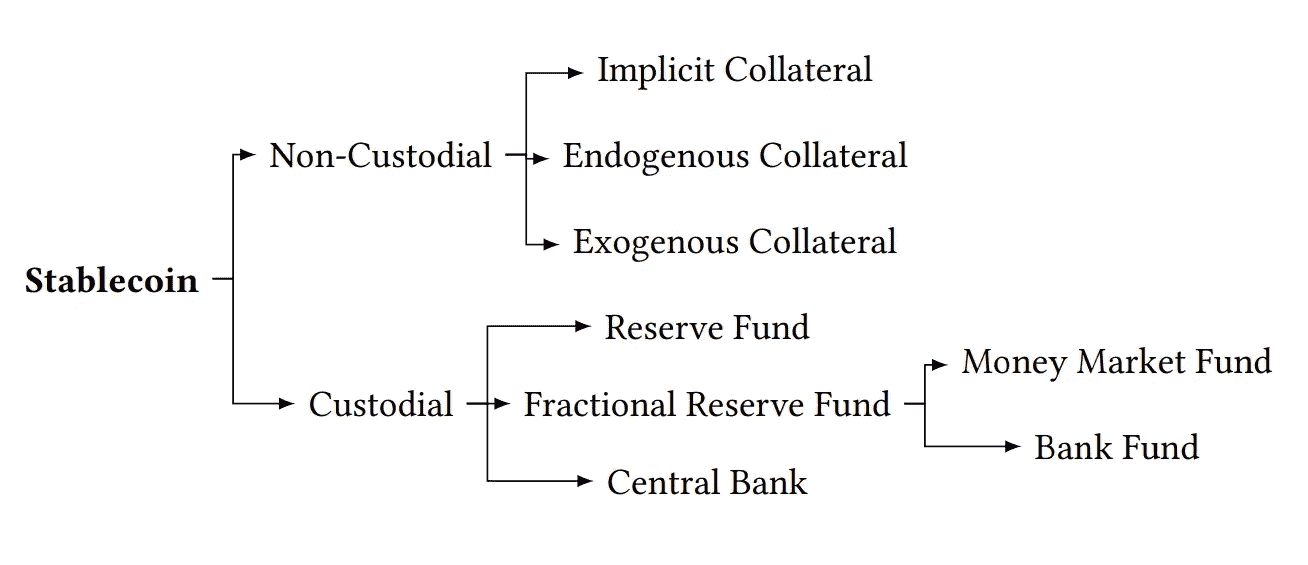 Implicit Collateral
Non-Custodial
Endogenous Collateral
Exogenous Collateral
Stablecoin
Reserve Fund
Money Market Fund
Custodial
Fractional Reserve Fund
Bank Fund
Central Bank